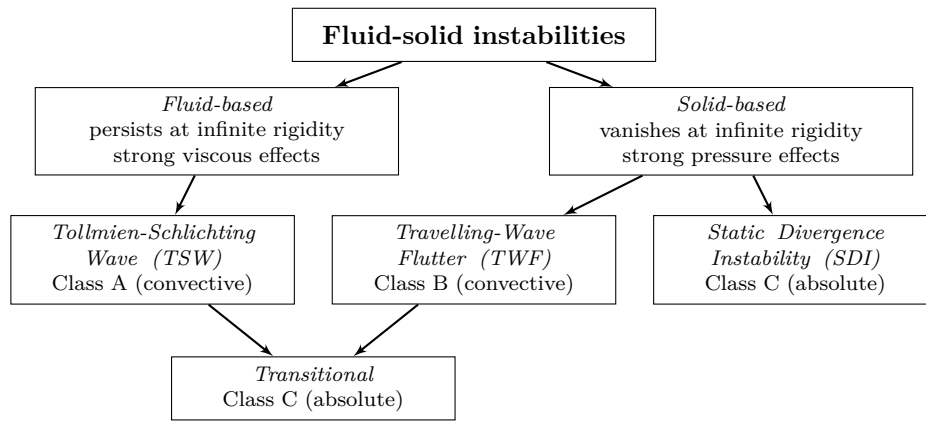 Fluid-solid instabilities
Fluid-based
persists at infinite rigidity
strong viscous effects
Solid-based
vanishes at infinite rigidity
strong pressure effects
Tollmien-Schlichting
Wave (TSW)
Class A (convective)
Travelling-Wave
Flutter (TWF)
Class B (convective)
Static Divergence
Instability (SDI)
Class C (absolute)
Transitional
Class C (absolute)